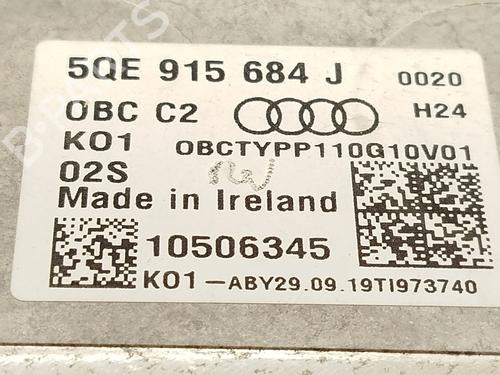 5QE 915 684 J 0020
OBC C2 H24
KO1 OBCTYPP110G10V01
02S
Made in Ireland
10506345
KO1-ABY29.09.19TI973740